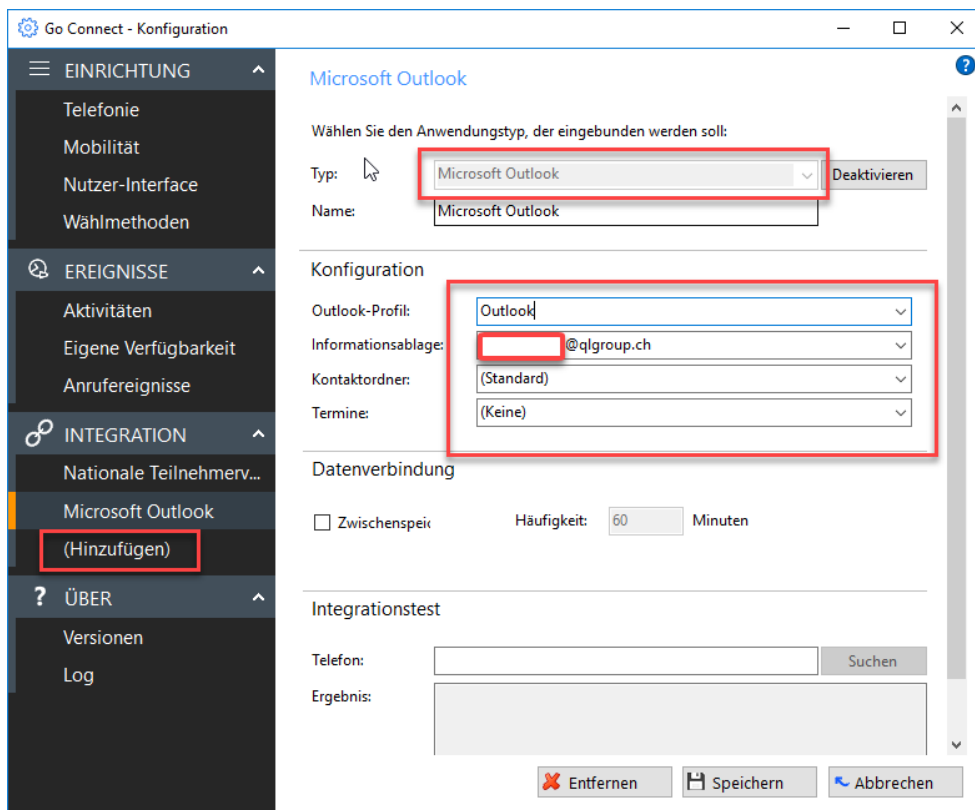 Go Connect - Konfiguration
EINRICHTUNG
Telefonie
Mobilität
Nutzer-Interface
Wählmethoden
EREIGNISSE
Aktivitäten
Eigene Verfügbarkeit
Anrufereignisse
INTEGRATION
Nationale Teilnehmerv...
Microsoft Outlook
(Hinzufügen)
? ÜBER
Versionen
Log
?
Microsoft Outlook
Wählen Sie den Anwendungstyp, der eingebunden werden soll:
Typ: Microsoft Outlook Deaktivieren
Name: Microsoft Outlook
Konfiguration
Outlook-Profil: Outlook
Informationsablage: @qlgroup.ch
Kontaktordner: (Standard)
Termine: (Keine)
Datenverbindung
Zwischenspeic Häufigkeit: 60 Minuten
Integrationstest
Telefon: Suchen
Ergebnis:
Entfernen Speichern Abbrechen